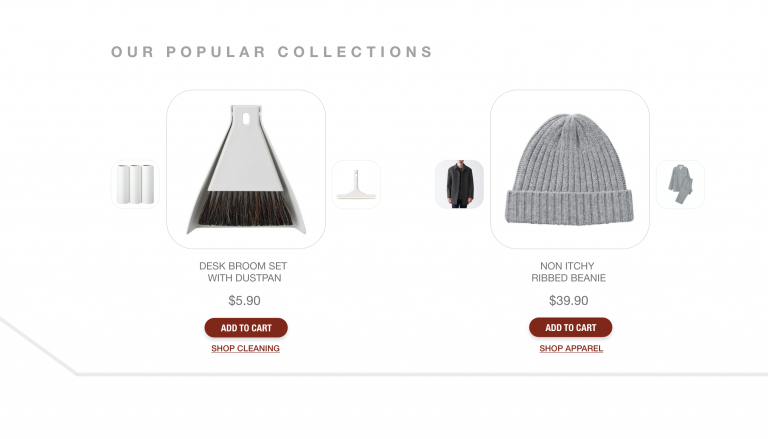 OUR POPULAR COLLECTIONS
DESK BROOM SET
WITH DUSTPAN
$5.90
ADD TO CART
SHOP CLEANING
NON ITCHY
RIBBED BEANIE
$39.90
ADD TO CART
SHOP APPAREL